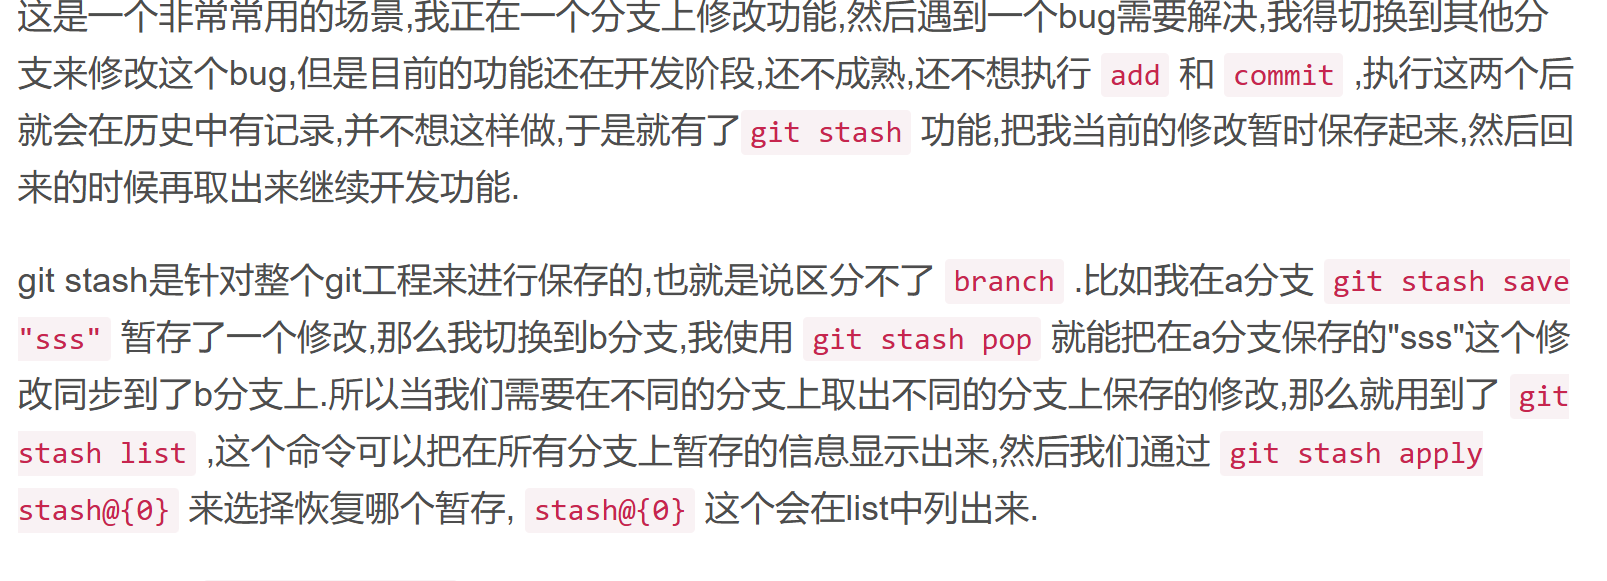 这是一个非常常用的场景,我正在一个分支上修改功能,然后遇到一个bug需要解决,我得切换到其他分
支来修改这个bug,但是目前的功能还在开发阶段,还不成熟,还不想执行 add 和 commit ,执行这两个后
就会在历史中有记录,并不想这样做,于是就有了 git stash 功能,把我当前的修改暂时保存起来,然后回
来的时候再取出来继续开发功能.
git stash是针对整个git工程来进行保存的,也就是说区分不了 branch .比如我在a分支 git stash save
"sss" 暂存了一个修改,那么我切换到b分支,我使用 git stash pop 就能把在a分支保存的"sss"这个修
改同步到了b分支上.所以当我们需要在不同的分支上取出不同的分支上保存的修改,那么就用到了 git
stash list ,这个命令可以把在所有分支上暂存的信息显示出来,然后我们通过 git stash apply
stash@{0} 来选择恢复哪个暂存, stash@{0} 这个会在list中列出来.